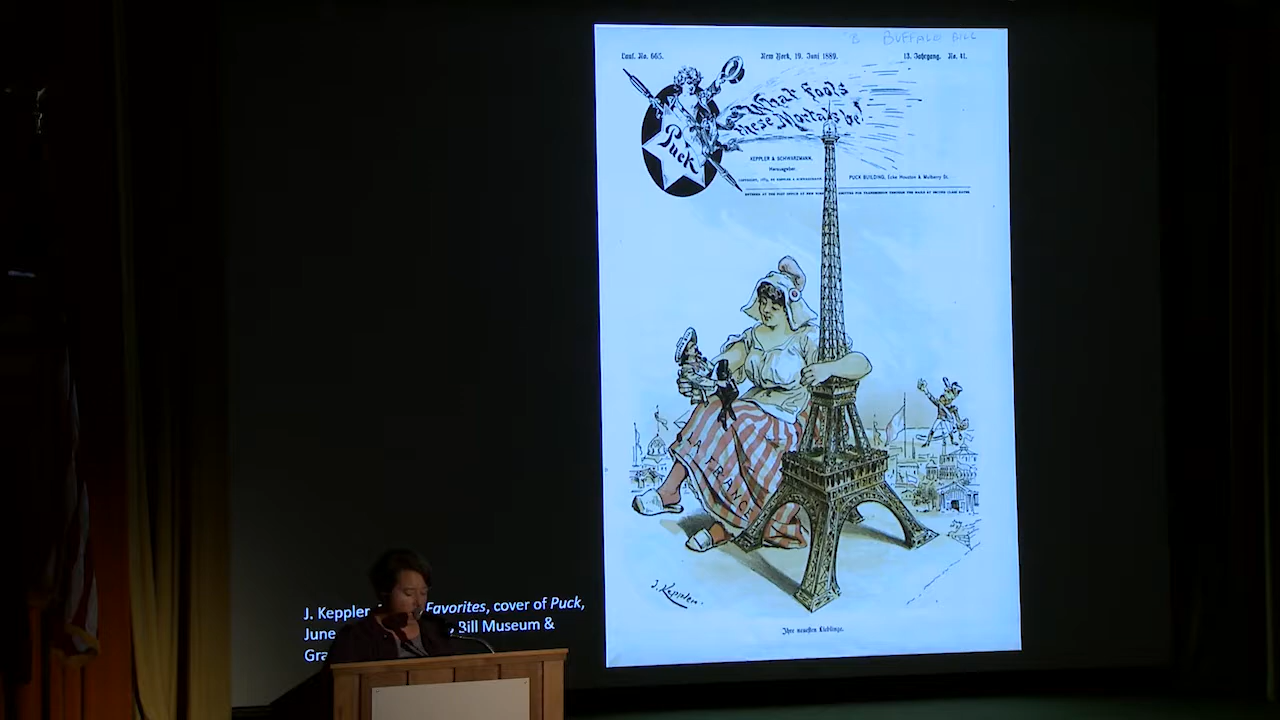 BUFFALO BILL
Lauf. No. 665.
New York, 19. Juni 1889.
13. Jahrgang. No. 41.
What fools
these Mortals be!
Puck
KEPPLER & SCHWARZMANN,
Herausgeber.
PUCK BUILDING, Ecke Houston & Mulberry St.
LA FRANCE
J. Keppler.
Ihre neuesten Lieblinge.
J. Keppler Favorites, cover of Puck,
June Bill Museum &
Gra